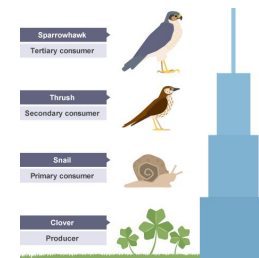 Sparrowhawk
Tertiary consumer
Thrush
Secondary consumer
Snail
Primary consumer
Clover
Producer